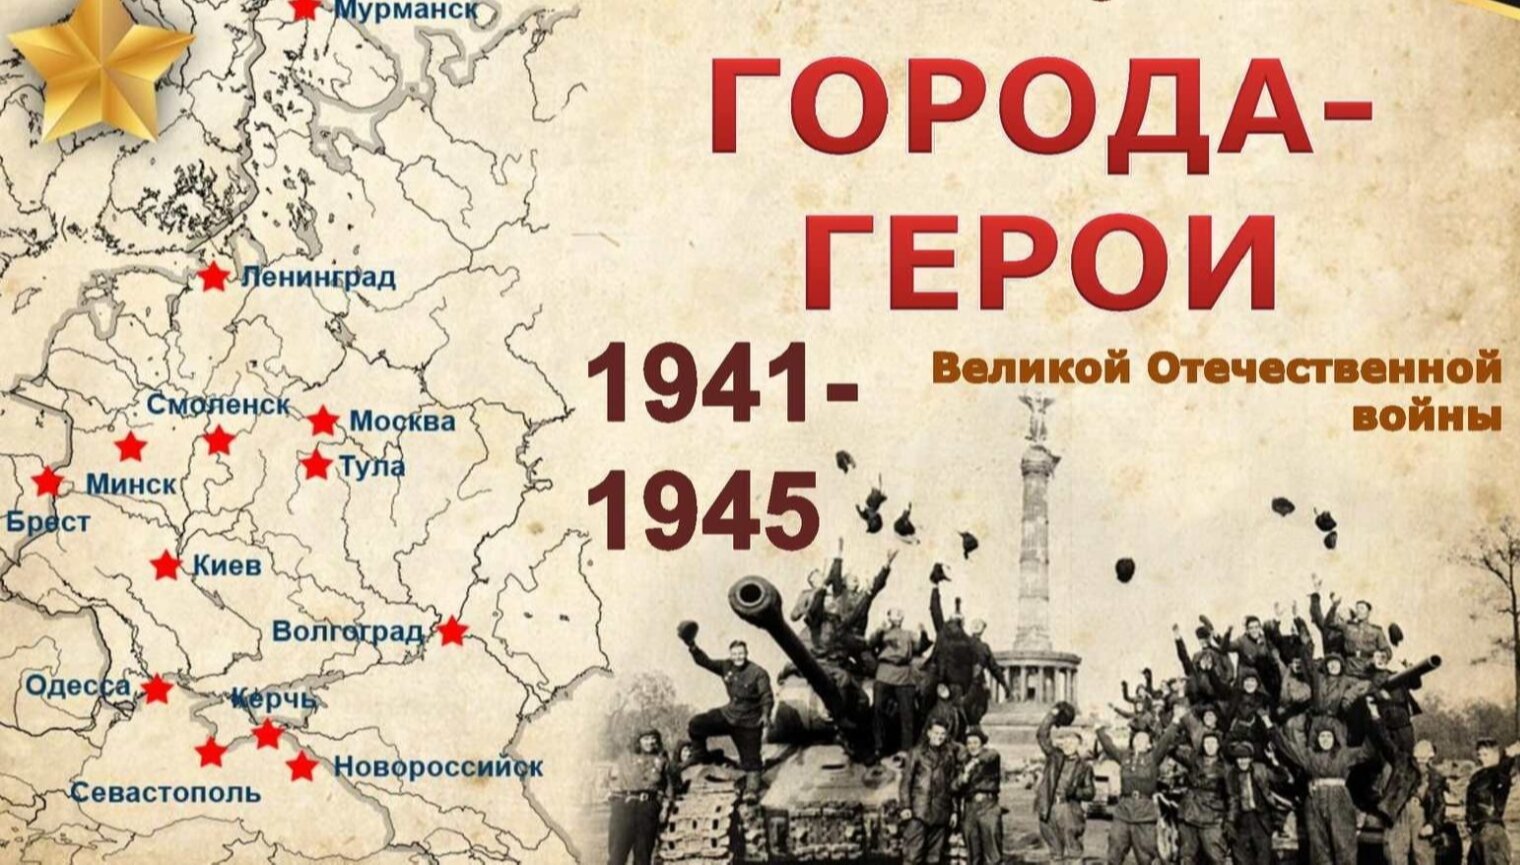 Мурманск
ГОРОДА-
ГЕРОИ
Ленинград
1941-
Великой Отечественной
войны
Смоленск
Москва
Тула
Минск
1945
Брест
Киев
Волгоград
Одесса
Керчь
Новороссийск
Севастополь